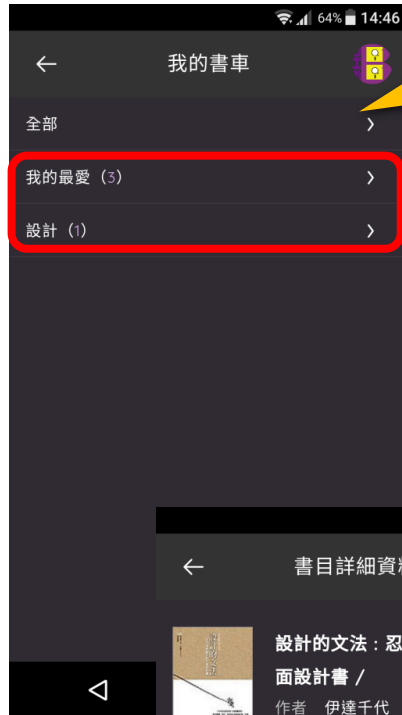 64% 14:46
我的書車
全部
我的最愛（3）
設計（1）
書目詳細資
設計的文法：忍
面設計書 /
作者 伊達千代